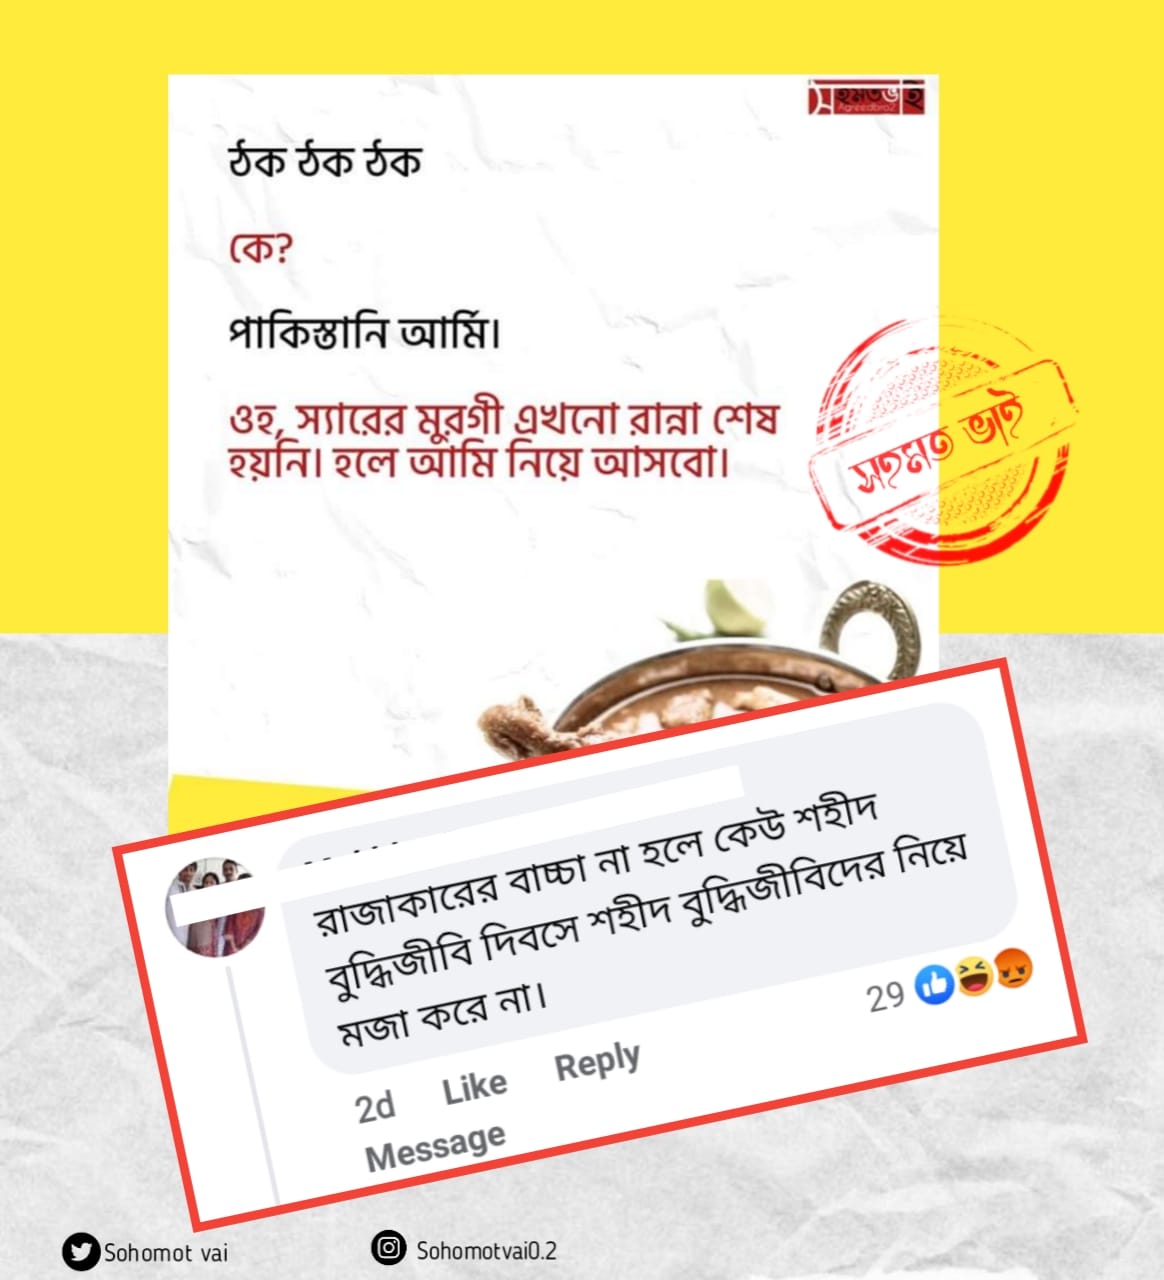 সহমতভাই
Agreedbro2
ঠক ঠক ঠক
কে?
পাকিস্তানি আর্মি।
ওহ, স্যারের মুরগী এখনো রান্না শেষ
হয়নি। হলে আমি নিয়ে আসবো।
সহমত ভাই
রাজাকারের বাচ্চা না হলে কেউ শহীদ
বুদ্ধিজীবি দিবসে শহীদ বুদ্ধিজীবিদের নিয়ে
মজা করে না।
29
2d Like Reply
Message
Sohomot vai
Sohomotvai0.2